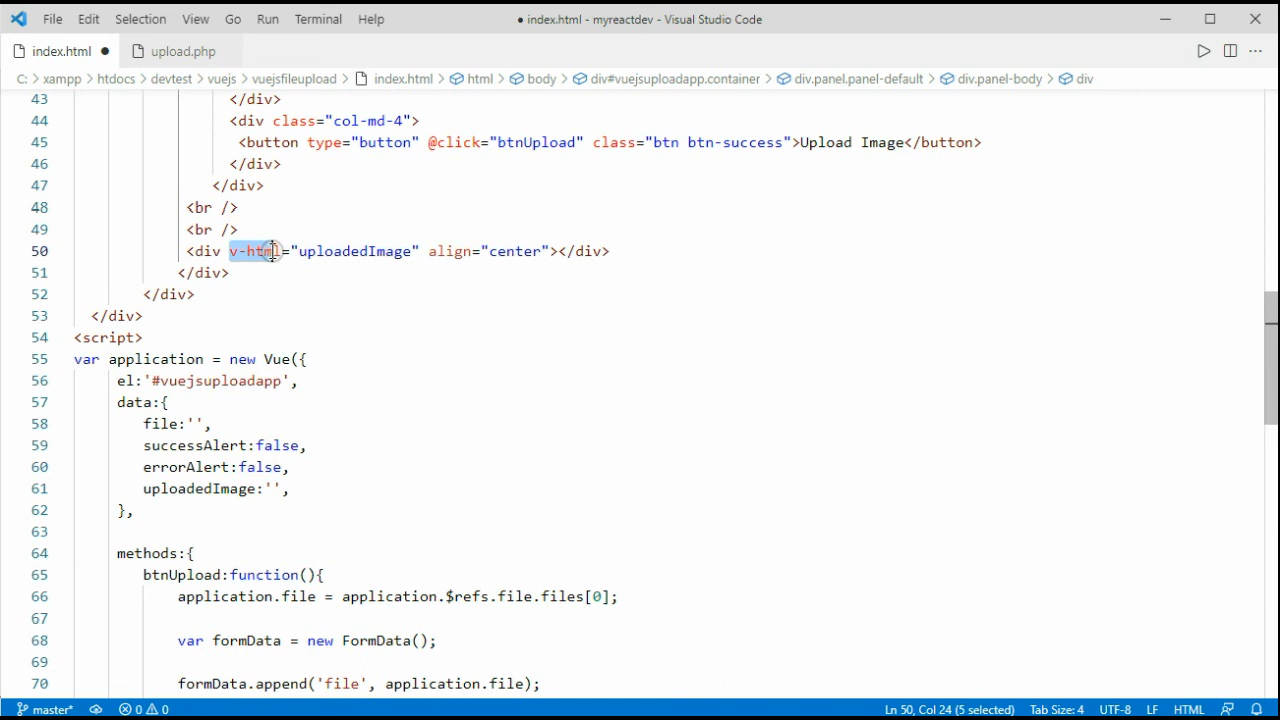 File Edit Selection View Go Run Terminal Help ● index.html - myreactdev - Visual Studio Code
index.html ● upload.php
C: > xampp > htdocs > devtest > vuejs > vuejsfileupload > index.html > html > body > div#vuejsuploadapp.container > div.panel.panel-default > div.panel-body > div
43 </div>
44 <div class="col-md-4">
45 <button type="button" @click="btnUpload" class="btn btn-success">Upload Image</button>
46 </div>
47 </div>
48 <br />
49 <br />
50 <div v-html="uploadedImage" align="center"></div>
51 </div>
52 </div>
53 </div>
54 <script>
55 var application = new Vue({
56 el:'#vuejsuploadapp',
57 data:{
58 file:'',
59 successAlert:false,
60 errorAlert:false,
61 uploadedImage:'',
62 },
63
64 methods:{
65 btnUpload:function(){
66 application.file = application.$refs.file.files[0];
67
68 var formData = new FormData();
69
70 formData.append('file', application.file);
master* 0 0 Ln 50, Col 24 (5 selected) Tab Size: 4 UTF-8 LF HTML